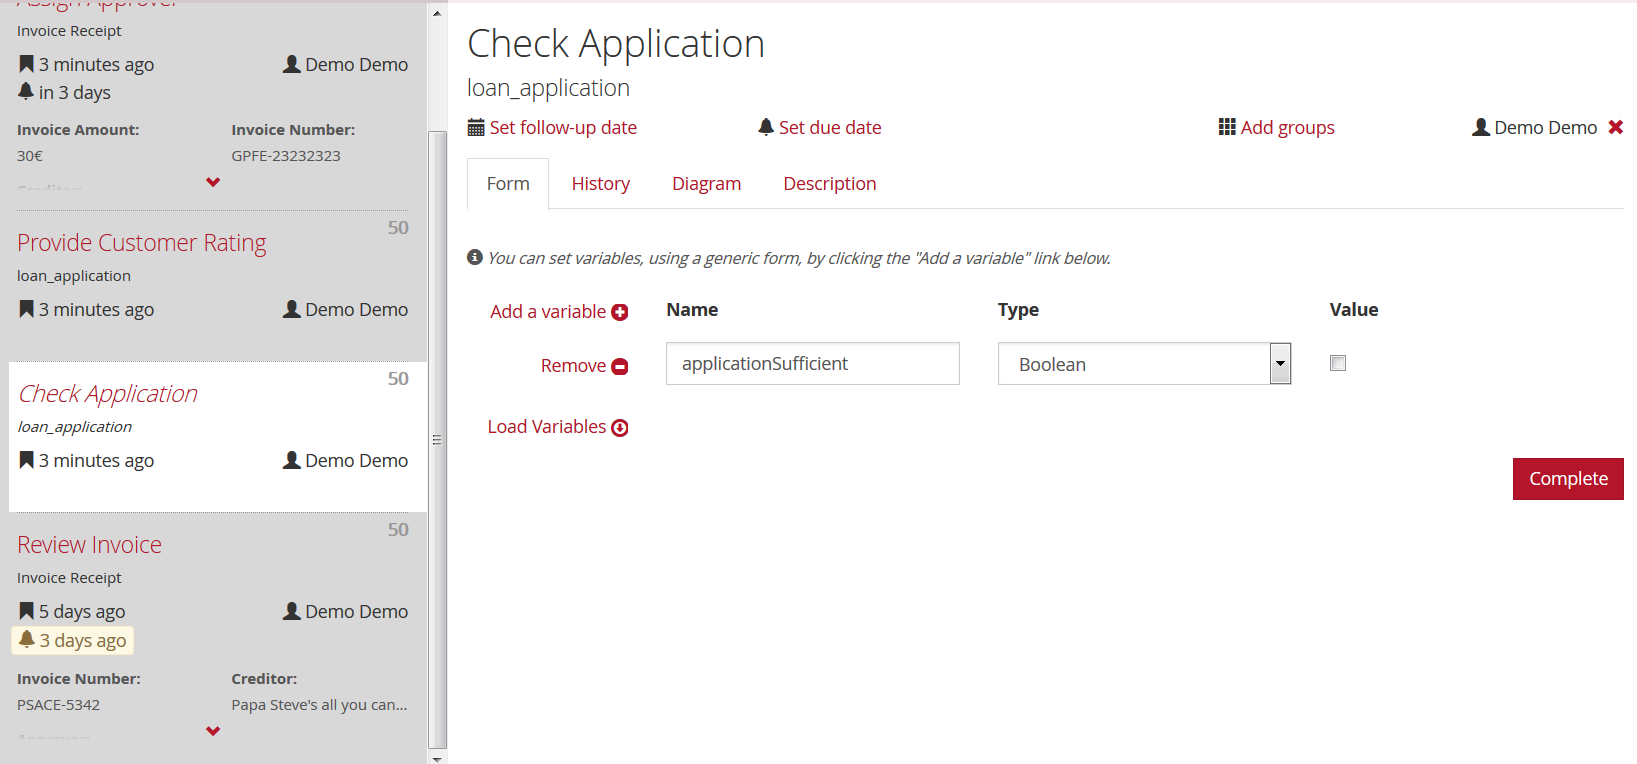 Assign Approver
Invoice Receipt
3 minutes ago
Demo Demo
in 3 days
Invoice Amount:
Invoice Number:
30€
GPFE-23232323
50
Provide Customer Rating
loan_application
3 minutes ago
Demo Demo
50
Check Application
loan_application
3 minutes ago
Demo Demo
50
Review Invoice
Invoice Receipt
5 days ago
Demo Demo
3 days ago
Invoice Number:
Creditor:
PSACE-5342
Papa Steve's all you can...
Check Application
loan_application
Set follow-up date
Set due date
Add groups
Demo Demo
Form
History
Diagram
Description
You can set variables, using a generic form, by clicking the "Add a variable" link below.
Add a variable
Name
Type
Value
Remove
applicationSufficient
Boolean
Load Variables
Complete